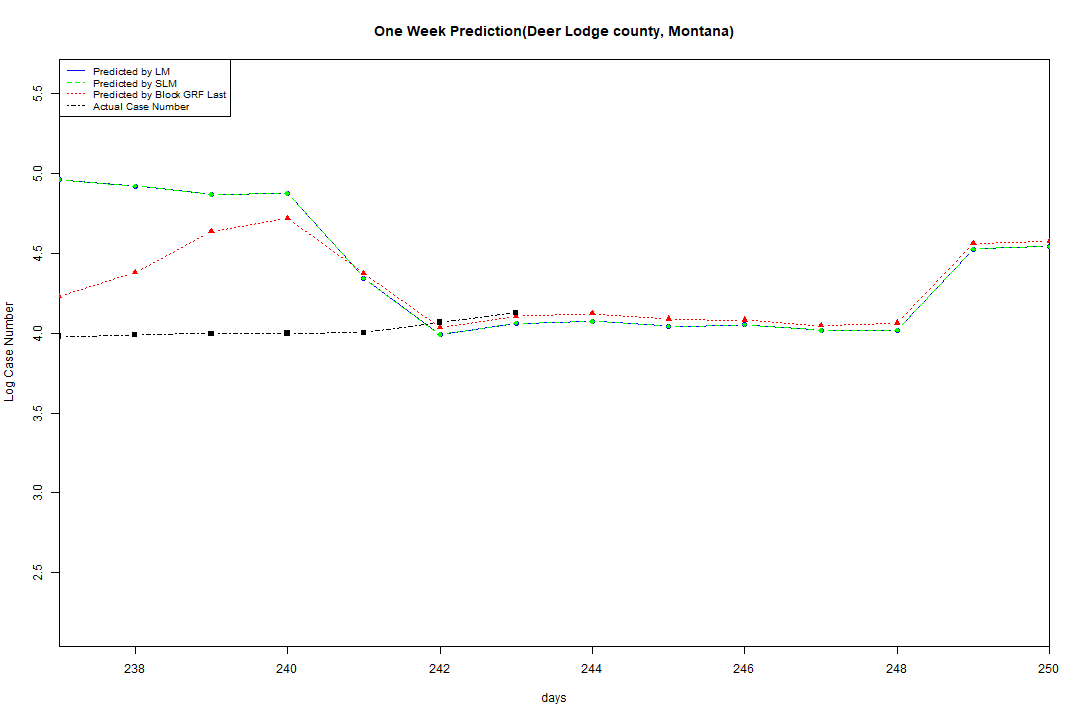 One Week Prediction(Deer Lodge county, Montana)
Predicted by LM
Predicted by SLM
Predicted by Block GRF Last
Actual Case Number
5.5
5.0
4.5
4.0
3.5
3.0
2.5
Log Case Number
238 240 242 244 246 248 250
days